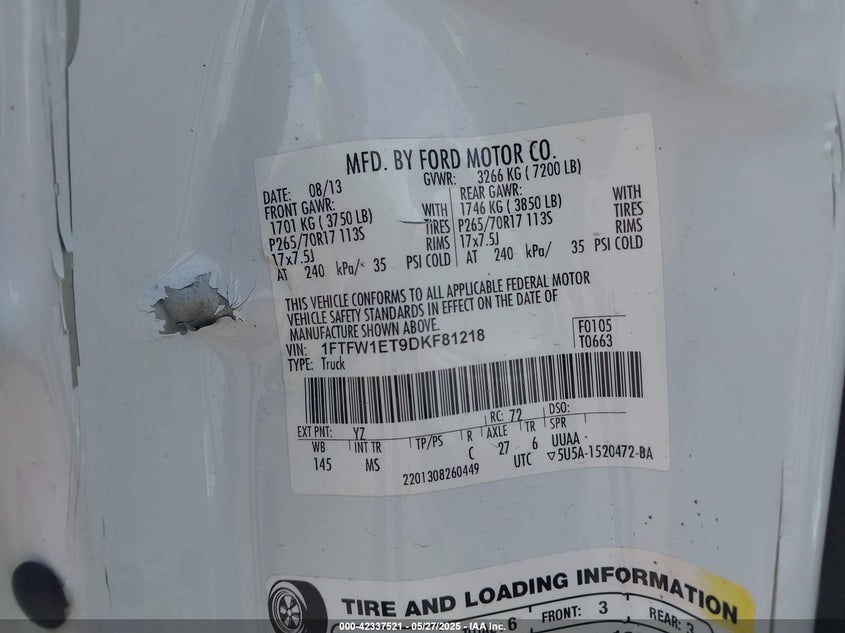 MFD. BY FORD MOTOR CO.
DATE: 08/13 GVWR: 3266 KG ( 7200 LB)
FRONT GAWR: WITH REAR GAWR: WITH
1701 KG ( 3750 LB) TIRES 1746 KG ( 3850 LB) TIRES
P265/70R17 113S RIMS P265/70R17 113S RIMS
17x7.5J 17x7.5J
AT 240 kPa/ 35 PSI COLD AT 240 kPa/ 35 PSI COLD
THIS VEHICLE CONFORMS TO ALL APPLICABLE FEDERAL MOTOR
VEHICLE SAFETY STANDARDS IN EFFECT ON THE DATE OF
MANUFACTURE SHOWN ABOVE.
VIN: 1FTFW1ET9DKF81218 F0105
TYPE: Truck T0663
EXT PNT: YZ RC: 72 DSO:
WB INT TR TP/PS R AXLE TR SPR
145 MS C 27 6 UUAA
2201308260449 UTC ▽5U5A-1520472-BA
TIRE AND LOADING INFORMATION
6 FRONT: 3 REAR: 3
000-42337521 - 05/27/2025 - IAA, Inc.